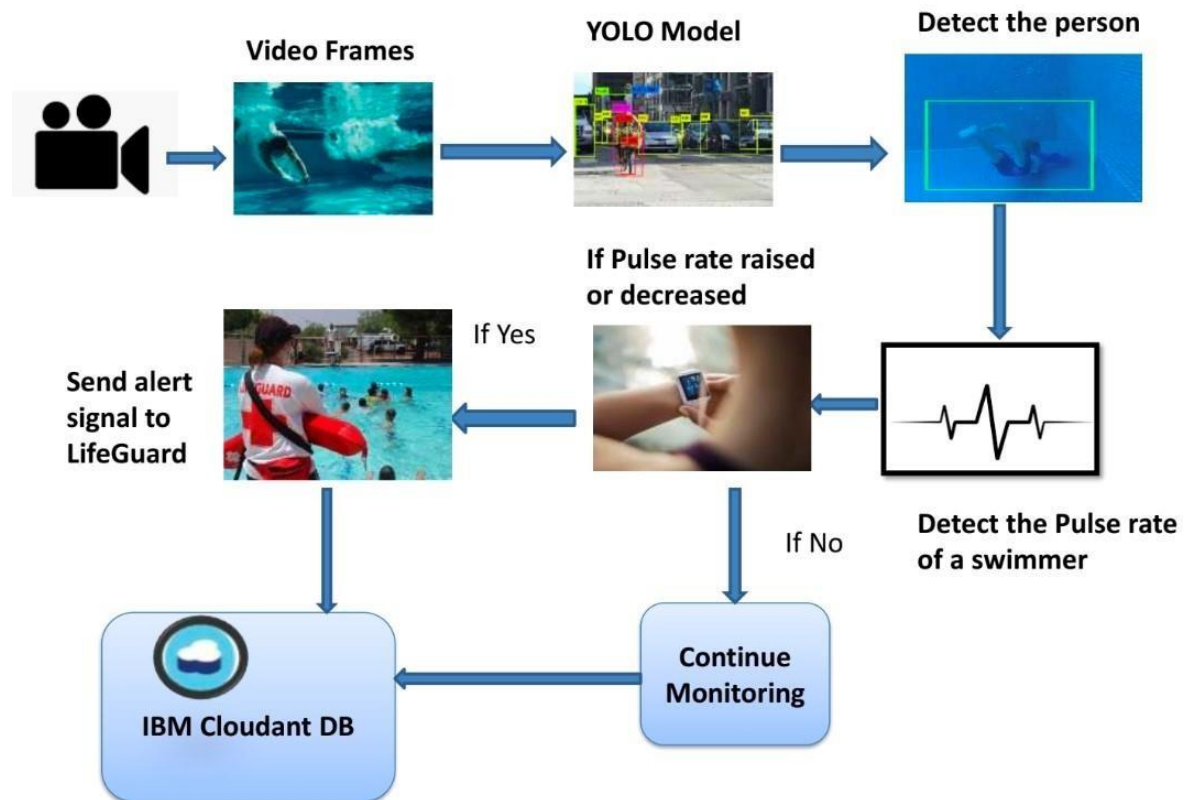 Video Frames
YOLO Model
Detect the person
If Pulse rate raised
or decreased
If Yes
Send alert
signal to
LifeGuard
GUARD
If No
Detect the Pulse rate
of a swimmer
Continue
Monitoring
IBM Cloudant DB